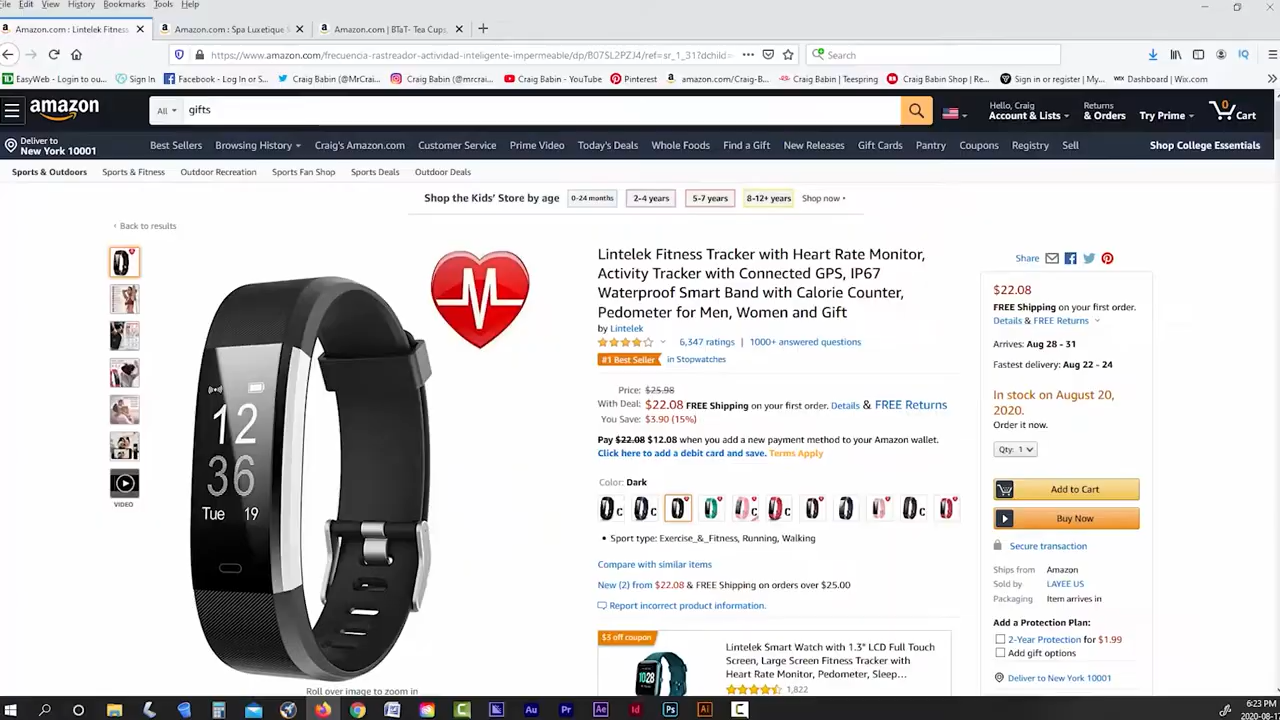 File Edit View History Bookmarks Tools Help
Amazon.com : Lintelek Fitness
Amazon.com : Spa Luxetique S
Amazon.com | BTaT- Tea Cups,
https://www.amazon.com/frecuencia-rastreador-actividad-inteligente-impermeable/dp/B07SL2PZJ4/ref=sr_1_31?dchild=
Search
EasyWeb - Login to ou...
Sign In
Facebook - Log In or S...
Craig Babin (@MrCrai...
Craig Babin (@mrcrai...
Craig Babin - YouTube
Pinterest
amazon.com/Craig-B...
Craig Babin | Teespring
Craig Babin Shop | Re...
Sign in or register | My...
WIX Dashboard | Wix.com
amazon
All
gifts
Hello, Craig
Account & Lists
Returns
& Orders
Try Prime
0
Cart
Deliver to
New York 10001
Best Sellers Browsing History Craig's Amazon.com Customer Service Prime Video Today's Deals Whole Foods Find a Gift New Releases Gift Cards Pantry Coupons Registry Sell
Shop College Essentials
Sports & Outdoors Sports & Fitness Outdoor Recreation Sports Fan Shop Sports Deals Outdoor Deals
Shop the Kids' Store by age 0-24 months 2-4 years 5-7 years 8-12+ years Shop now
‹ Back to results
12
36
Tue 19
VIDEO
Roll over image to zoom in
Lintelek Fitness Tracker with Heart Rate Monitor,
Activity Tracker with Connected GPS, IP67
Waterproof Smart Band with Calorie Counter,
Pedometer for Men, Women and Gift
by Lintelek
6,347 ratings | 1000+ answered questions
#1 Best Seller in Stopwatches
Price: $25.98
With Deal: $22.08 FREE Shipping on your first order. Details & FREE Returns
You Save: $3.90 (15%)
Pay $22.08 $12.08 when you add a new payment method to your Amazon wallet.
Click here to add a debit card and save. Terms Apply
Color: Dark
• Sport type: Exercise_&_Fitness, Running, Walking
Compare with similar items
New (2) from $22.08 & FREE Shipping on orders over $25.00
Report incorrect product information.
$3 off coupon
10:28
Lintelek Smart Watch with 1.3" LCD Full Touch
Screen, Large Screen Fitness Tracker with
Heart Rate Monitor, Pedometer, Sleep...
1,822
Share
$22.08
FREE Shipping on your first order.
Details & FREE Returns
Arrives: Aug 28 - 31
Fastest delivery: Aug 22 - 24
In stock on August 20,
2020.
Order it now.
Qty: 1
Add to Cart
Buy Now
Secure transaction
Ships from Amazon
Sold by LAYEE US
Packaging Item arrives in
Add a Protection Plan:
2-Year Protection for $1.99
Add gift options
Deliver to New York 10001
6:23 PM